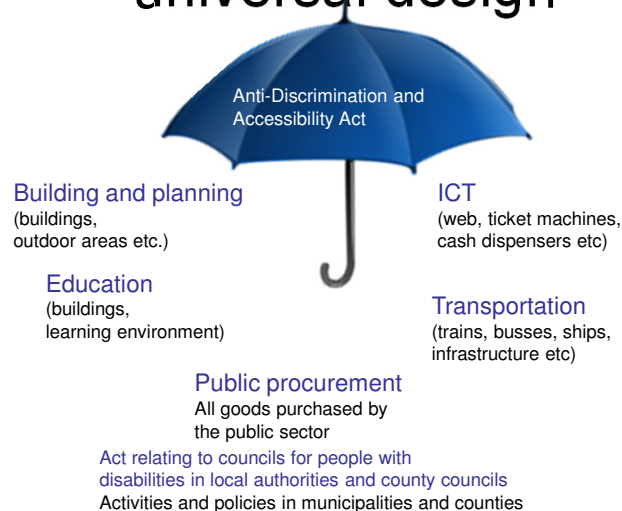 universal design
Anti-Discrimination and
Accessibility Act
Building and planning
(buildings,
outdoor areas etc.)
ICT
(web, ticket machines,
cash dispensers etc)
Education
(buildings,
learning environment)
Transportation
(trains, busses, ships,
infrastructure etc)
Public procurement
All goods purchased by
the public sector
Act relating to councils for people with
disabilities in local authorities and county councils
Activities and policies in municipalities and counties